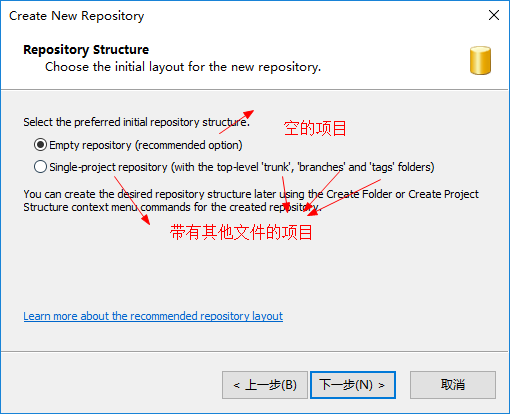 Create New Repository
Repository Structure
Choose the initial layout for the new repository.
Select the preferred initial repository structure.
空的项目
Empty repository (recommended option)
Single-project repository (with the top-level 'trunk', 'branches' and 'tags' folders)
You can create the desired repository structure later using the Create Folder or Create Project
Structure context menu commands for the created repository.
带有其他文件的项目
Learn more about the recommended repository layout
< 上一步(B)
下一步(N) >
取消